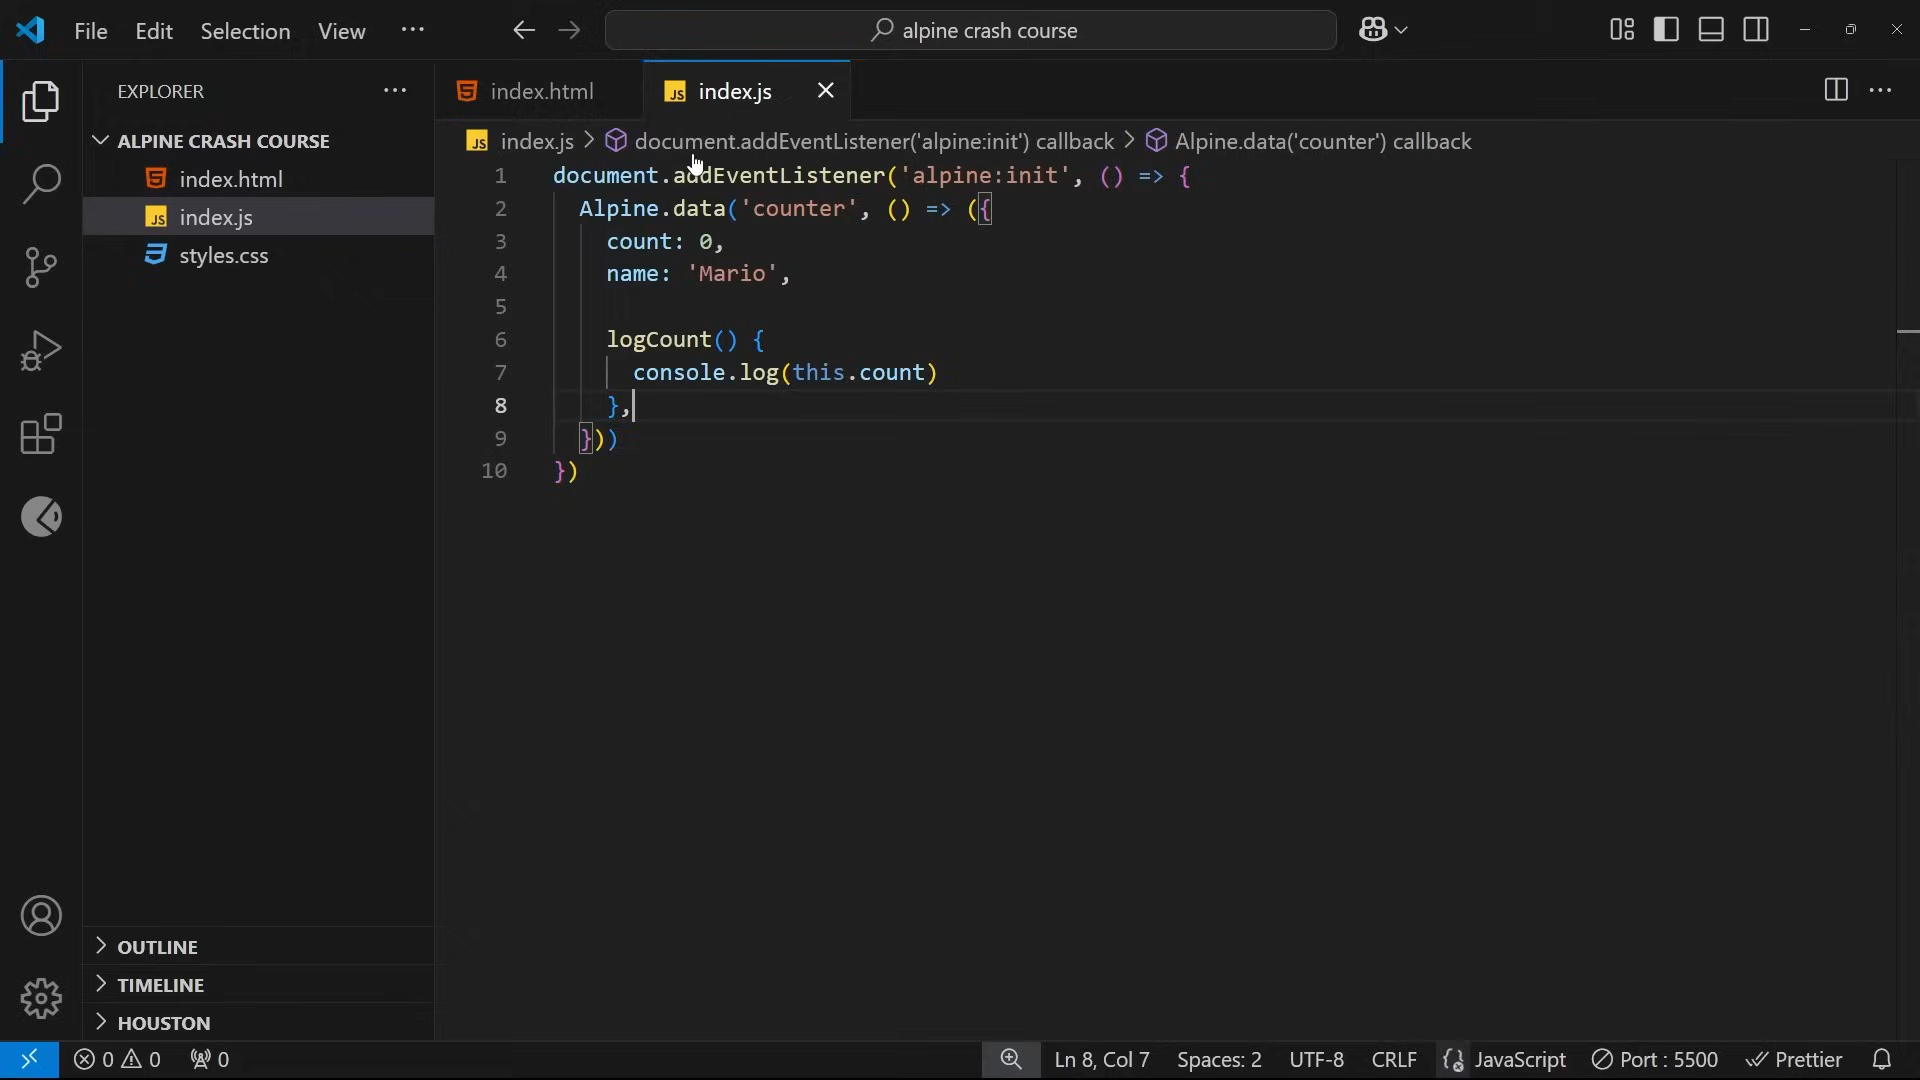 File Edit Selection View ··· alpine crash course
EXPLORER ···
ALPINE CRASH COURSE
index.html
index.js
styles.css
OUTLINE
TIMELINE
HOUSTON
index.html JS index.js
JS index.js > document.addEventListener('alpine:init') callback > Alpine.data('counter') callback
1 document.addEventListener('alpine:init', () => {
2 Alpine.data('counter', () => ({
3 count: 0,
4 name: 'Mario',
5
6 logCount() {
7 console.log(this.count)
8 },
9 }))
10 })
0 0 0 Ln 8, Col 7 Spaces: 2 UTF-8 CRLF JavaScript Port : 5500 Prettier